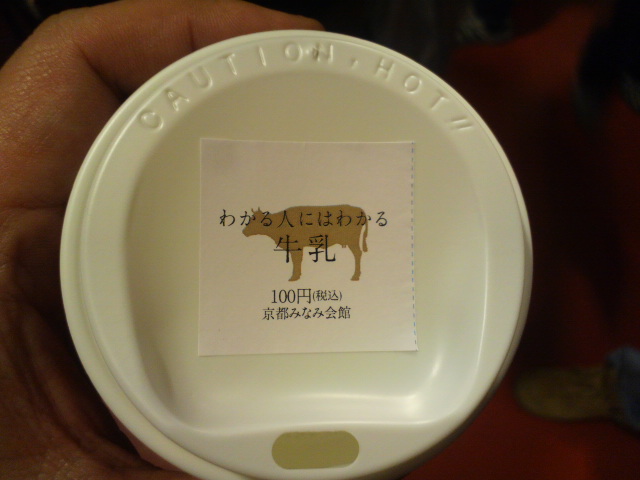 CAUTION, HOT!!
わかる人にはわかる
牛乳
100円(税込)
京都みなみ会館